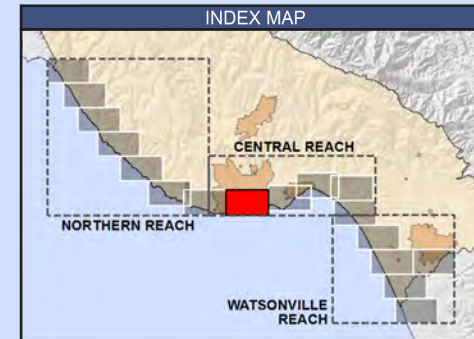 INDEX MAP
CENTRAL REACH
NORTHERN REACH
WATSONVILLE
REACH